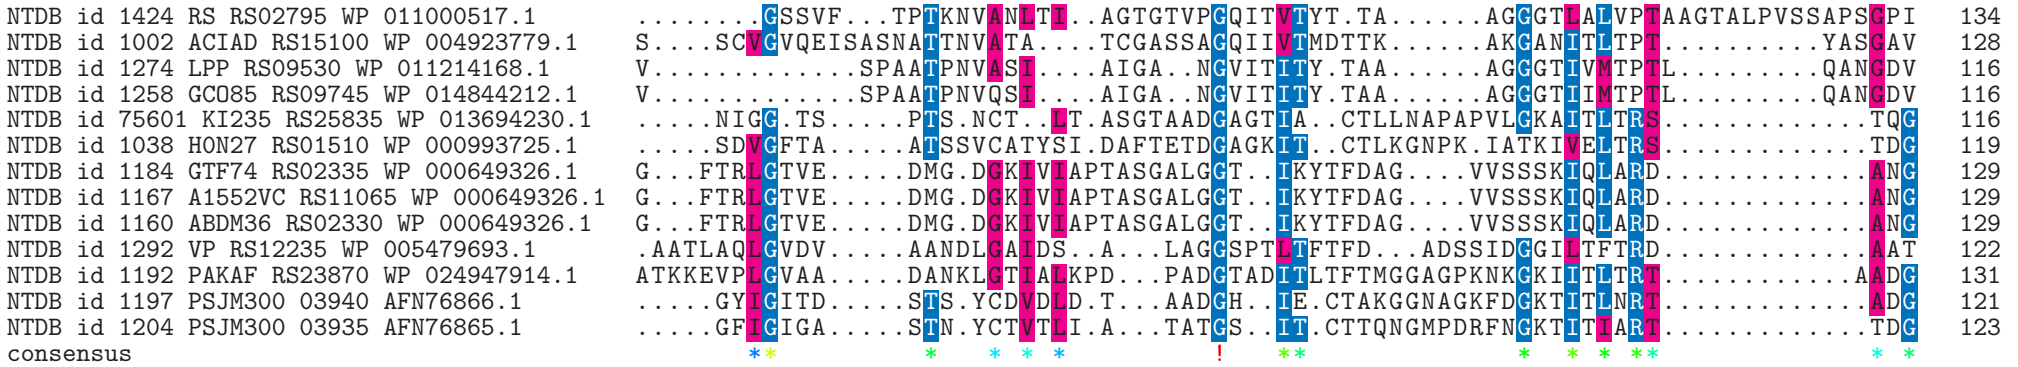 NTDB id 1424 RS RS02795 WP 011000517.1 ........GSSVF...TPTKNVANLTI..AGTGTVPGQITVTYT.TA......AGGGTLALVPTAAGTALPVSSAPSGPI 134
NTDB id 1002 ACIAD RS15100 WP 004923779.1 S....SCVGVQEISASNATTNVATA....TCGASSAGQIIVTMDTTK......AKGANITLTPT..........YASGAV 128
NTDB id 1274 LPP RS09530 WP 011214168.1 V.............SPAATPNVASI....AIGA..NGVITITY.TAA......AGGGTIVMTPTL.........QANGDV 116
NTDB id 1258 GCO85 RS09745 WP 014844212.1 V.............SPAATPNVQSI....AIGA..NGVITITY.TAA......AGGGTIIMTPTL.........QANGDV 116
NTDB id 75601 KI235 RS25835 WP 013694230.1 .....NIGG.TS.....PTS.NCT..LT.ASGTAADGAGTIA..CTLLNAPAPVLGKAITLTRS.............TQG 116
NTDB id 1038 HON27 RS01510 WP 000993725.1 .....SDVGFTA.....ATSSVCATYSI.DAFTETDGAGKIT..CTLKGNPK.IATKIVELTRS.............TDG 119
NTDB id 1184 GTF74 RS02335 WP 000649326.1 G...FTRLGTVE.....DMG.DGKIVIAPTASGALGGT..IKYTFDAG....VVSSSKIQLARD.............ANG 129
NTDB id 1167 A1552VC RS11065 WP 000649326.1 G...FTRLGTVE.....DMG.DGKIVIAPTASGALGGT..IKYTFDAG....VVSSSKIQLARD.............ANG 129
NTDB id 1160 ABDM36 RS02330 WP 000649326.1 G...FTRLGTVE.....DMG.DGKIVIAPTASGALGGT..IKYTFDAG....VVSSSKIQLARD.............ANG 129
NTDB id 1292 VP RS12235 WP 005479693.1 .AATLAQLGVDV.....AANDLGAIDS..A...LAGGSPTLTFTFD...ADSSIDGGILTFTRD.............AAT 122
NTDB id 1192 PAKAF RS23870 WP 024947914.1 ATKKEVPLGVAA.....DANKLGTIALKPD...PADGTADITLTFTMGGAGPKNKGKIITLTRT............AADG 131
NTDB id 1197 PSJM300 03940 AFN76866.1 .....GYIGITD.....STS.YCDVDLD.T...AADGH..IE.CTAKGGNAGKFDGKTITLNRT.............ADG 121
NTDB id 1204 PSJM300 03935 AFN76865.1 .....GFIGIGA.....STN.YCTVTLI.A...TATGS..IT.CTTQNGMPDRFNGKTITIART.............TDG 123
consensus ** * * * * ! ** * * * ** * *